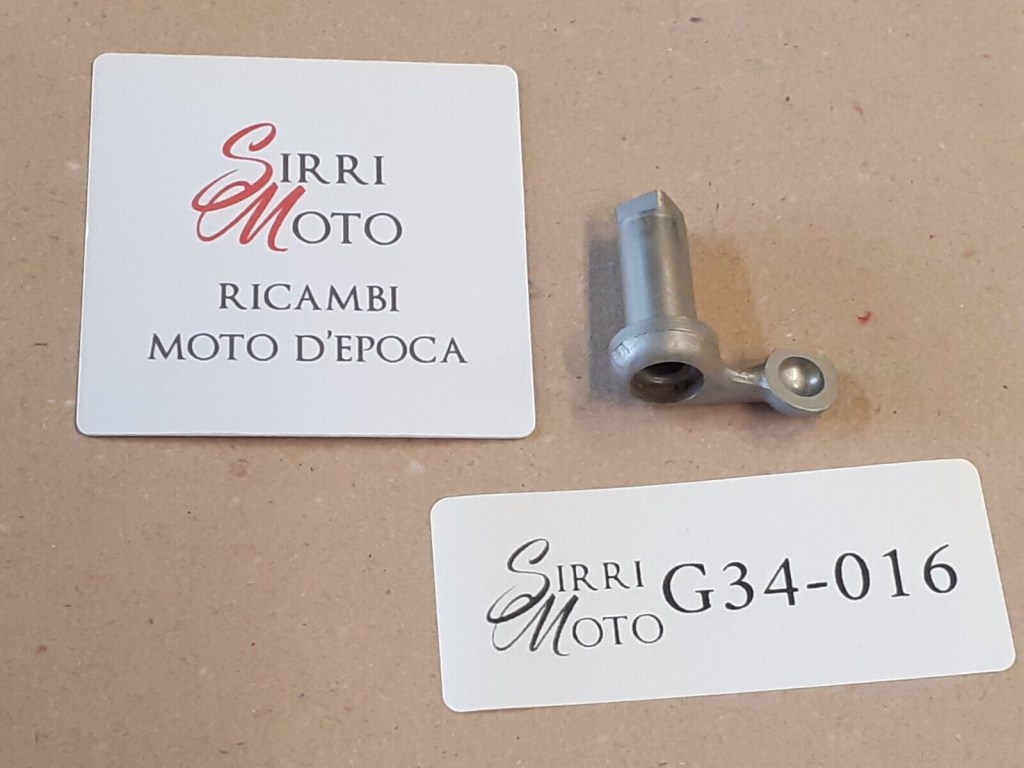 SIRRI
MOTO
RICAMBI
MOTO D'EPOCA
SIRRI
MOTO G34-016